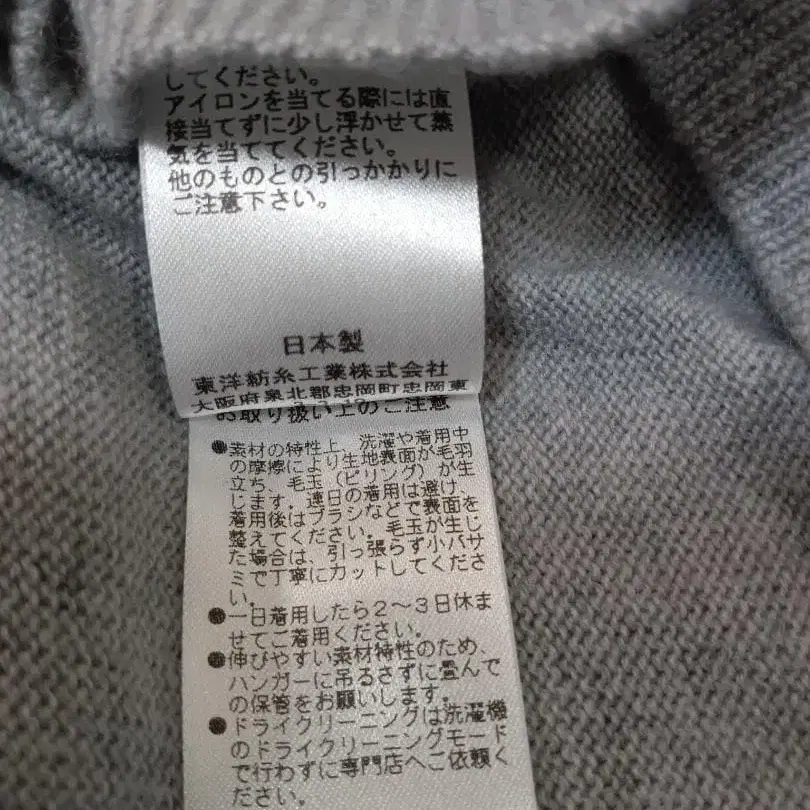 してください。
アイロンを当てる際には直
接当てずに少し浮かせて蒸
気を当ててください。
他のものとの引っかかりに
ご注意下さい。
日本製
東洋紡糸工業株式会社
大阪府泉北郡忠岡町忠岡東
お取り扱い上のご注意
●素材の特性上、洗濯や着用中
の摩擦により生地表面が毛羽
立ち、毛玉（ピリング）が生
じます。連日の着用は避け、
着用後はブラシなどで表面を
整えてください。毛玉が生じ
た場合は、引っ張らず小バサ
ミで丁寧にカットしてくださ
い。
●一日着用したら2～3日休ま
せてご着用ください。
●伸びやすい素材特性のため、
ハンガーに吊るさずに畳んで
の保管をお願いします。
●ドライクリーニングは洗濯機
のドライクリーニングモード
で行わずに専門店へご依頼く
ださい。